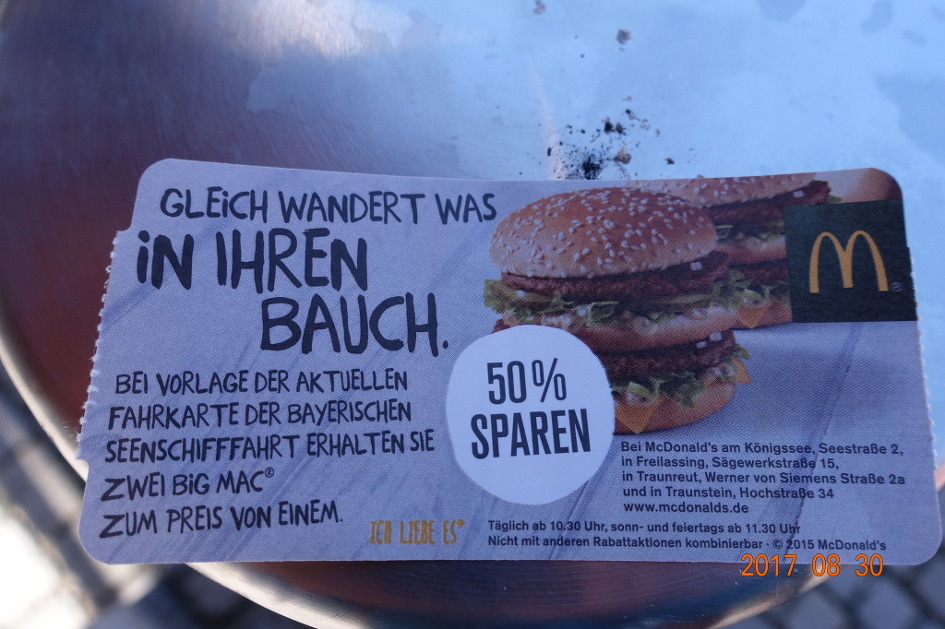 GLEICH WANDERT WAS
IN IHREN
BAUCH.
BEI VORLAGE DER AKTUELLEN
FAHRKARTE DER BAYERISCHEN
SEENSCHIFFFAHRT ERHALTEN SIE
ZWEI BIG MAC®
ZUM PREIS VON EINEM.
ICH LIEBE ES®
50%
SPAREN
M®
Bei McDonald's am Königssee, Seestraße 2,
in Freilassing, Sägewerkstraße 15,
in Traunreut, Werner von Siemens Straße 2a
und in Traunstein, Hochstraße 34
www.mcdonalds.de
Täglich ab 10.30 Uhr, sonn- und feiertags ab 11.30 Uhr
Nicht mit anderen Rabattaktionen kombinierbar · © 2015 McDonald's
2017 08 30